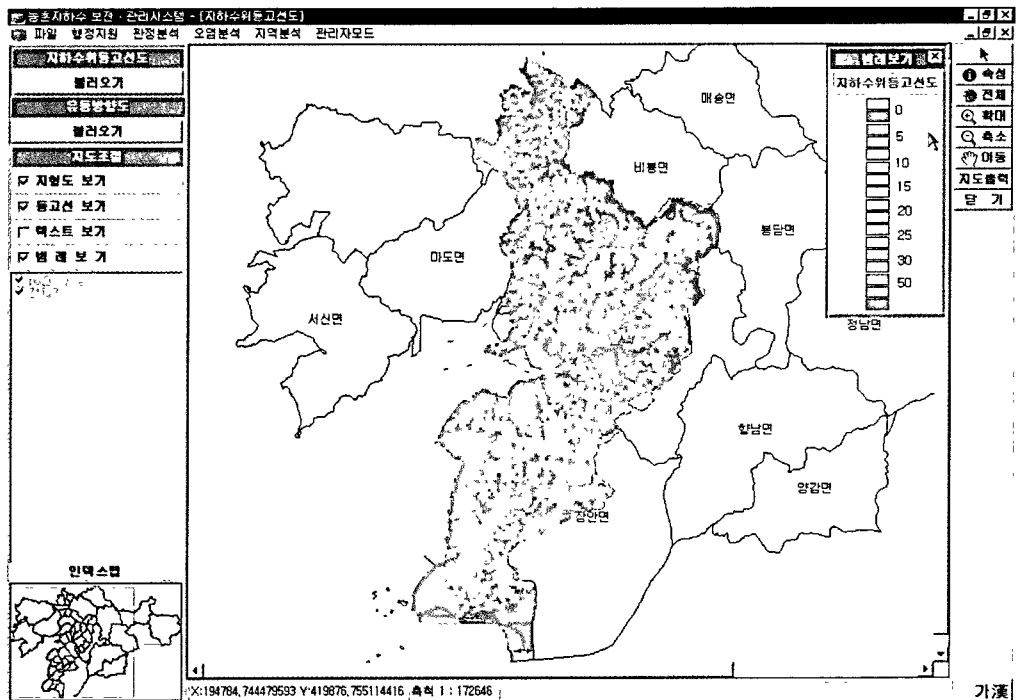 농촌지하수 보전·관리시스템 - [지하수위등고선도]
파일 행정지원 관정분석 오염분석 지역분석 관리자모드
지하수위등고선도
불러오기
유동방향도
불러오기
지도조절
지형도 보기
등고선 보기
텍스트 보기
범 례 보 기
인덱스맵
매송면
비봉면
봉담면
마도면
서신면
정남면
향남면
양감면
장안면
범례보기
지하수위등고선도
0
5
10
15
20
25
30
50
속성
전체
확대
축소
이동
지도출력
닫 기
X:194784,744479593 Y:419876,755114416 축척 1 : 172646
가漢